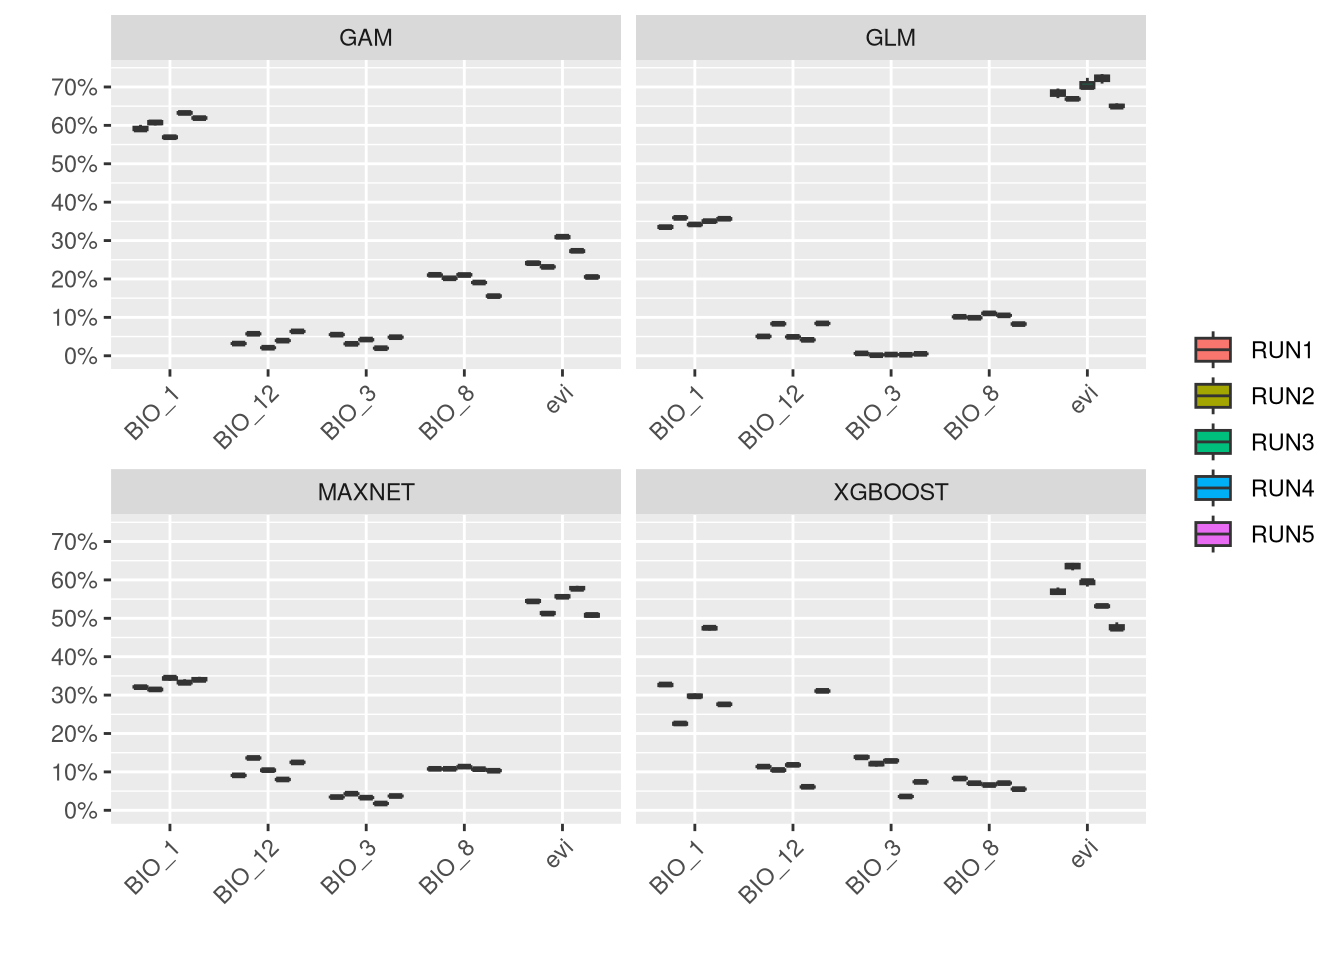 GAM
GLM
70%
60%
50%
40%
30%
20%
10%
0%
BIO_1
BIO_12
BIO_3
BIO_8
evi
BIO_1
BIO_12
BIO_3
BIO_8
evi
MAXNET
XGBOOST
70%
60%
50%
40%
30%
20%
10%
0%
BIO_1
BIO_12
BIO_3
BIO_8
evi
BIO_1
BIO_12
BIO_3
BIO_8
evi
RUN1
RUN2
RUN3
RUN4
RUN5